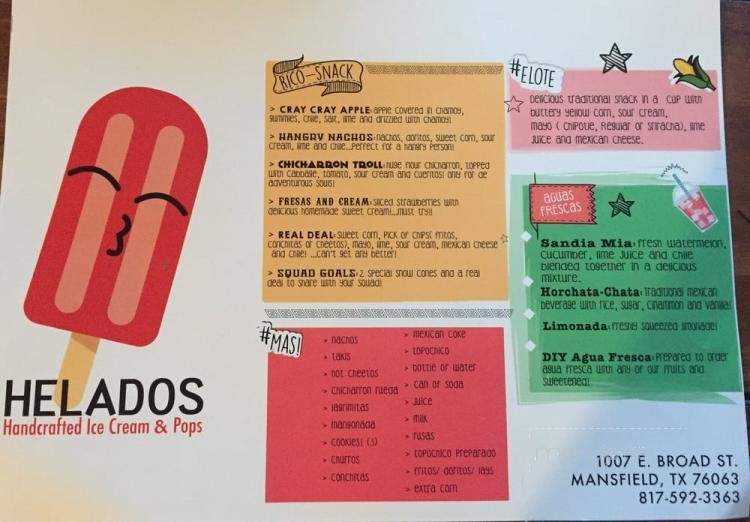 HELADOS
Handcrafted Ice Cream & Pops
RICO-SNACK
> CRAY CRAY APPLE: apple covered in chamoy,
gummies, chile, salt, lime and drizzled with chamoy!
> HANGRY NACHOS: nachos, doritos, sweet corn, sour
cream, lime and chile...perfect for a hangry person!
> CHICHARRON TROLL: huge flour chicharron, topped
with cabbage, tomato, sour cream and cueritos! only for de
adventurous souls!
> FRESAS AND CREAM: sliced strawberries with
delicious homemade sweet cream!...must try!!
> REAL DEAL: sweet corn, pick of chips( fritos,
conchitas or cheetos), mayo, lime, sour cream, mexican cheese
and chile! ...can't get any better!
> SQUAD GOALS: 2 special snow cones and a real
deal to share with your squad!
#MAS!
> nachos
> takis
> hot cheetos
> chicharron rueda
> lagrimitas
> mangonada
> cookies! (3)
> churros
> conchitas
> mexican coke
> topochico
> bottle of water
> can of soda
> juice
> milk
> rusas
> topochico preparado
> fritos/ doritos/ lays
> extra corn
#ELOTE
Delicious traditional snack in a cup with
buttery yellow corn, sour cream,
mayo ( chipotle, regular or sriracha), lime
juice and mexican cheese.
AGUAS
FRESCAS
Sandia Mia: fresh watermelon,
cucumber, lime juice and chile
blended together in a delicious
mixture.
Horchata-Chata: Traditional mexican
beverage with rice, sugar, cinammon and vanilla!
Limonada: Freshly squeezed limonade!
DIY Agua Fresca: Prepared to order
agua fresca with any of our fruits and
sweetened!
1007 E. BROAD ST.
MANSFIELD, TX 76063
817-592-3363